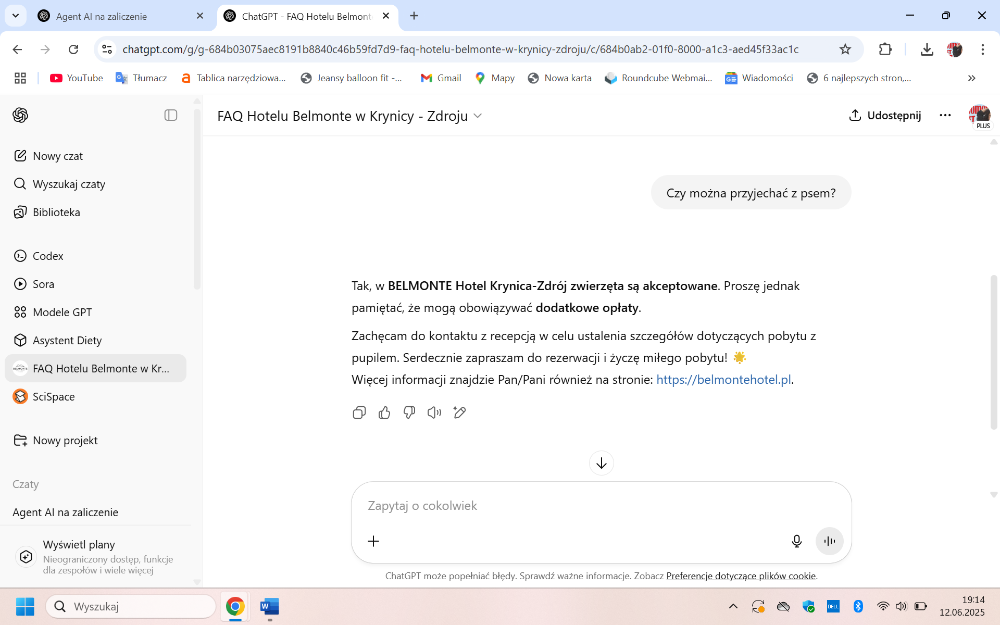 Agent AI na zaliczenie
ChatGPT - FAQ Hotelu Belmont
chatgpt.com/g/g-684b03075aec8191b8840c46b59fd7d9-faq-hotelu-belmonte-w-krynicy-zdroju/c/684b0ab2-01f0-8000-a1c3-aed45f33ac1c
YouTube
Tłumacz
Tablica narzędziowa...
Jeansy balloon fit -...
Gmail
Mapy
Nowa karta
Roundcube Webmai...
Wiadomości
6 najlepszych stron,...
FAQ Hotelu Belmonte w Krynicy - Zdroju
Udostępnij
PLUS
Nowy czat
Wyszukaj czaty
Biblioteka
Codex
Sora
Modele GPT
Asystent Diety
BELMONTE
FAQ Hotelu Belmonte w Kr...
SciSpace
Nowy projekt
Czaty
Agent AI na zaliczenie
Wyświetl plany
Nieograniczony dostęp, funkcje
dla zespołów i wiele więcej
Czy można przyjechać z psem?
Tak, w BELMONTE Hotel Krynica-Zdrój zwierzęta są akceptowane. Proszę jednak
pamiętać, że mogą obowiązywać dodatkowe opłaty.
Zachęcam do kontaktu z recepcją w celu ustalenia szczegółów dotyczących pobytu z
pupilem. Serdecznie zapraszam do rezerwacji i życzę miłego pobytu! 🌟
Więcej informacji znajdzie Pan/Pani również na stronie: https://belmontehotel.pl.
Zapytaj o cokolwiek
ChatGPT może popełniać błędy. Sprawdź ważne informacje. Zobacz Preferencje dotyczące plików cookie.
Wyszukaj
W
DELL
19:14
12.06.2025